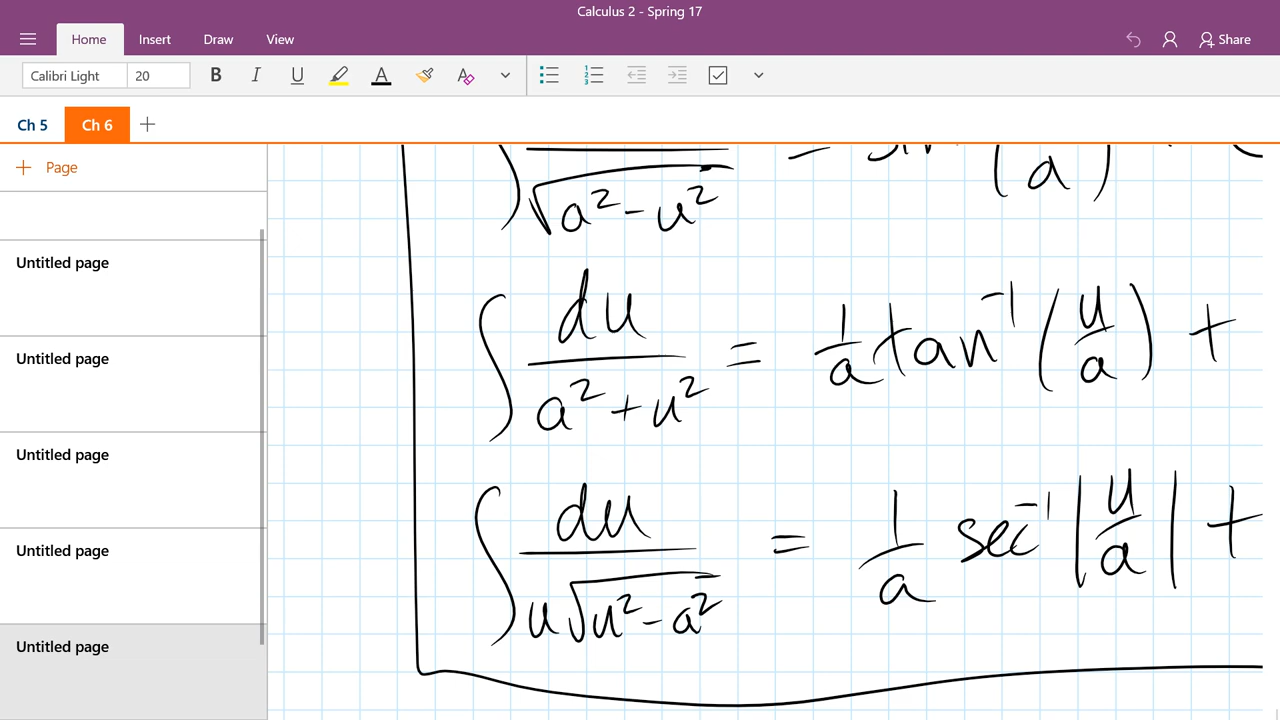 Calculus 2 - Spring 17
Home Insert Draw View Share
Calibri Light 20 B I U A A
Ch 5 Ch 6 +
+ Page
Untitled page
Untitled page
Untitled page
Untitled page
Untitled page
∫ ― / √(a² - u²) = sin (‾a) +
∫ du / (a² + u²) = 1/a tan⁻¹ (u/a) +
∫ du / (u√(u² - a²)) = 1/a sec⁻¹ |u/a| +